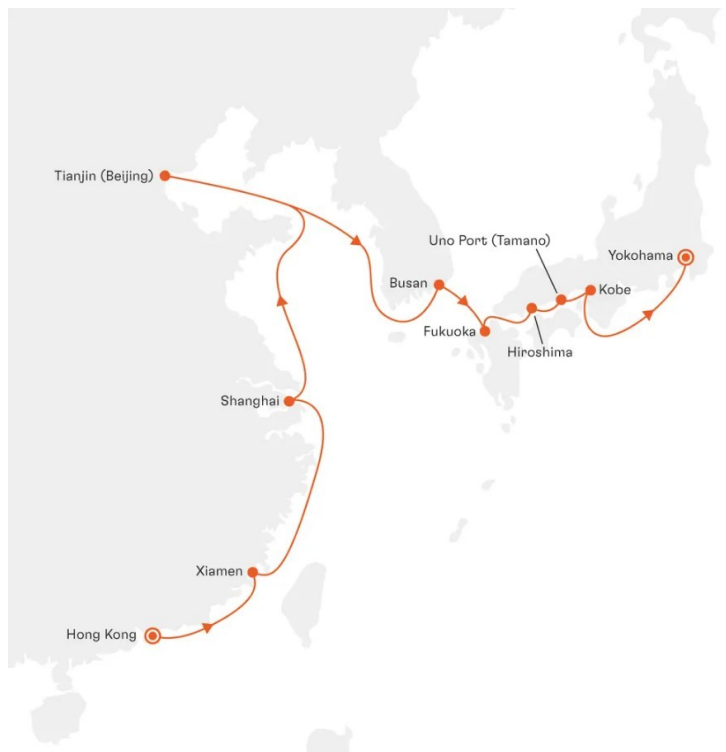 Tianjin (Beijing)
Uno Port (Tamano)
Yokohama
Busan
Kobe
Fukuoka
Hiroshima
Shanghai
Xiamen
Hong Kong